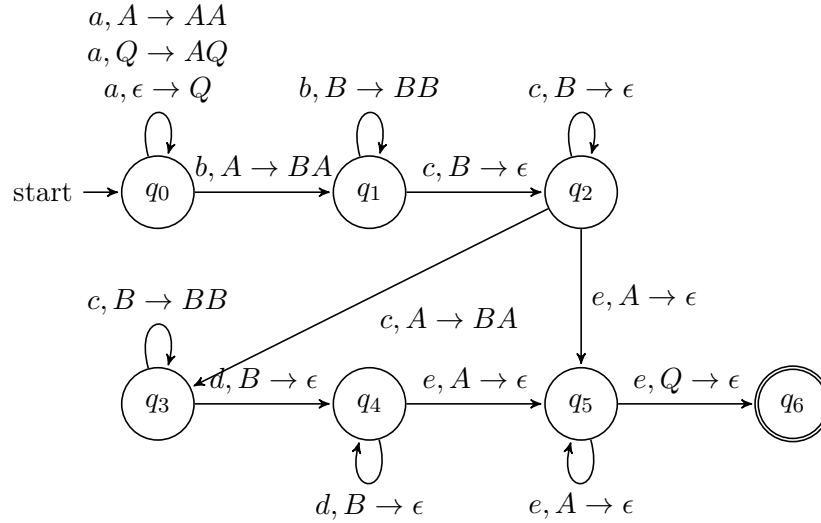 a, A → AA
a, Q → AQ
a, ϵ → Q
b, B → BB
c, B → ϵ
b, A → BA
c, B → ϵ
start
q₀
q₁
q₂
c, B → BB
c, A → BA
e, A → ϵ
d, B → ϵ
e, A → ϵ
e, Q → ϵ
q₃
q₄
q₅
q₆
d, B → ϵ
e, A → ϵ